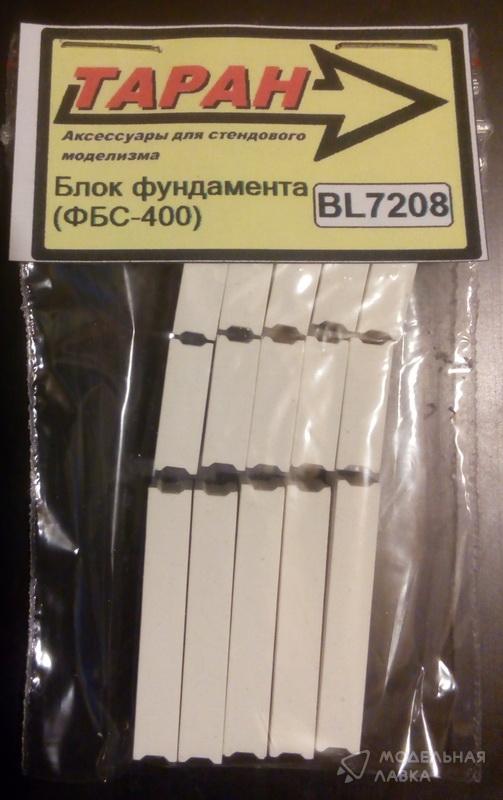 ТАРАН
Аксессуары для стендового
моделизма
Блок фундамента
(ФБС-400)
BL7208
МОДЕЛЬНАЯ
ЛАВКА